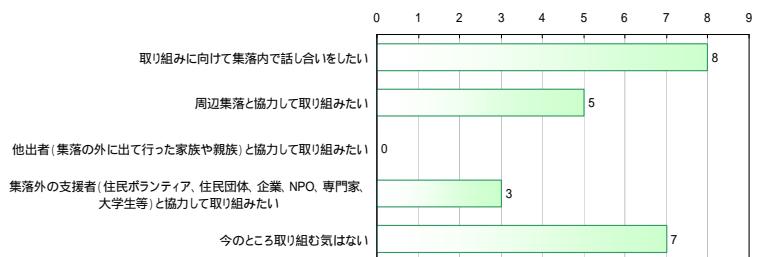 0 1 2 3 4 5 6 7 8 9
取り組みに向けて集落内で話し合いをしたい 8
周辺集落と協力して取り組みたい 5
他出者(集落の外に出て行った家族や親族)と協力して取り組みたい 0
集落外の支援者(住民ボランティア、住民団体、企業、NPO、専門家、
大学生等)と協力して取り組みたい 3
今のところ取り組む気はない 7